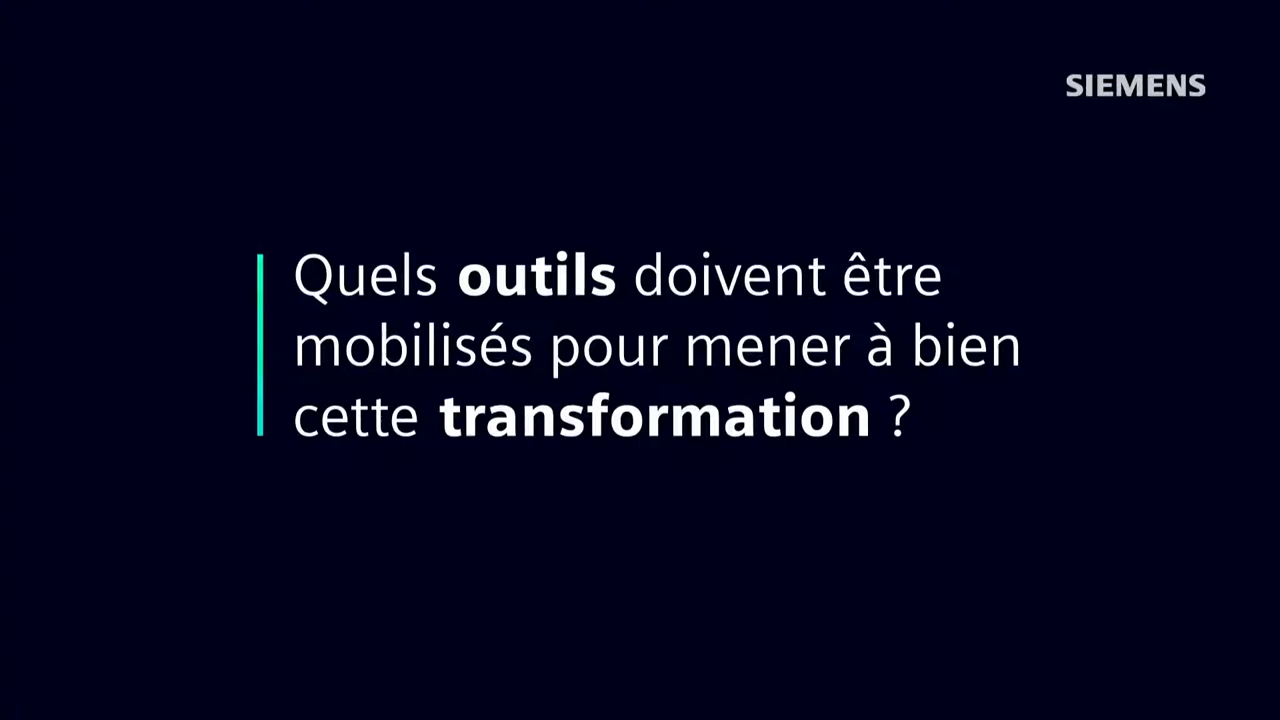 SIEMENS
Quels outils doivent être
mobilisés pour mener à bien
cette transformation ?